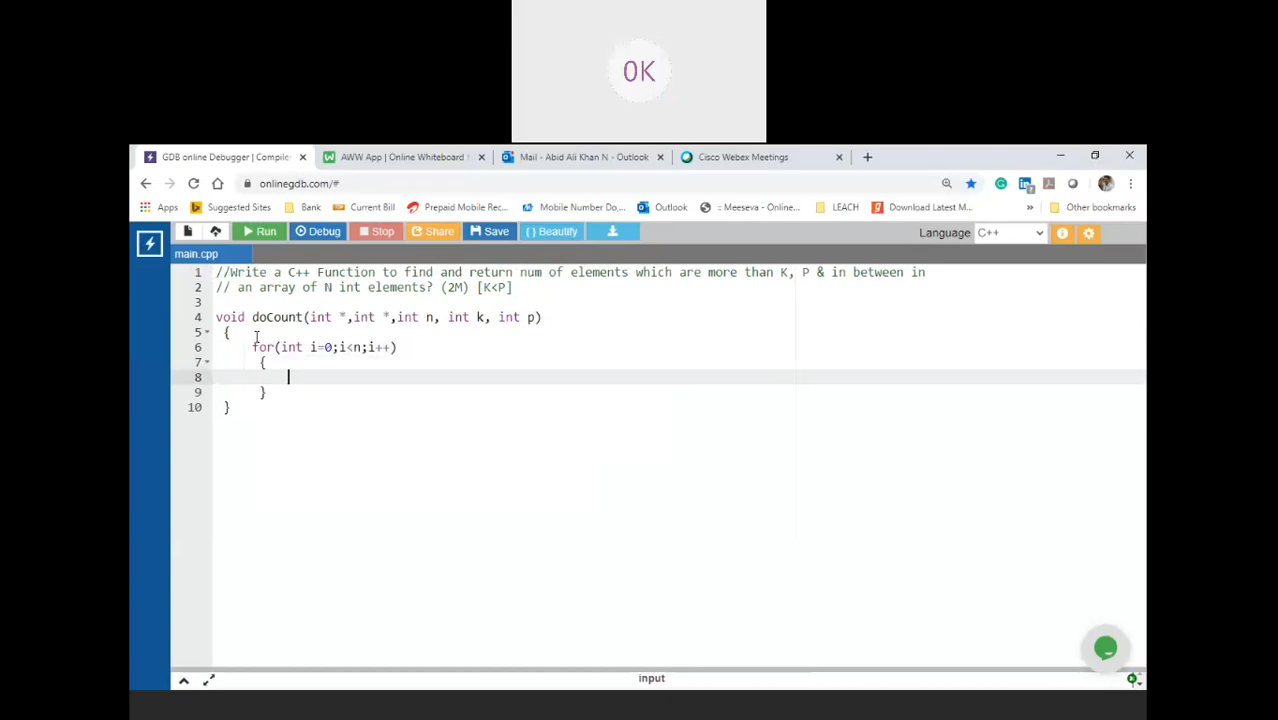 OK
GDB online Debugger | Compiler
AWW App | Online Whiteboard
Mail - Abid Ali Khan N - Outlook
Cisco Webex Meetings
onlinegdb.com/#
Apps
Suggested Sites
Bank
Current Bill
Prepaid Mobile Rec...
Mobile Number Do,...
Outlook
:: Meeseva - Online...
LEACH
Download Latest M...
»
Other bookmarks
Run
Debug
Stop
Share
Save
{ } Beautify
Language
C++
main.cpp
1 //Write a C++ Function to find and return num of elements which are more than K, P & in between in
2 // an array of N int elements? (2M) [K<P]
3
4 void doCount(int *,int *,int n, int k, int p)
5 {
6 for(int i=0;i<n;i++)
7 {
8
9 }
10 }
input